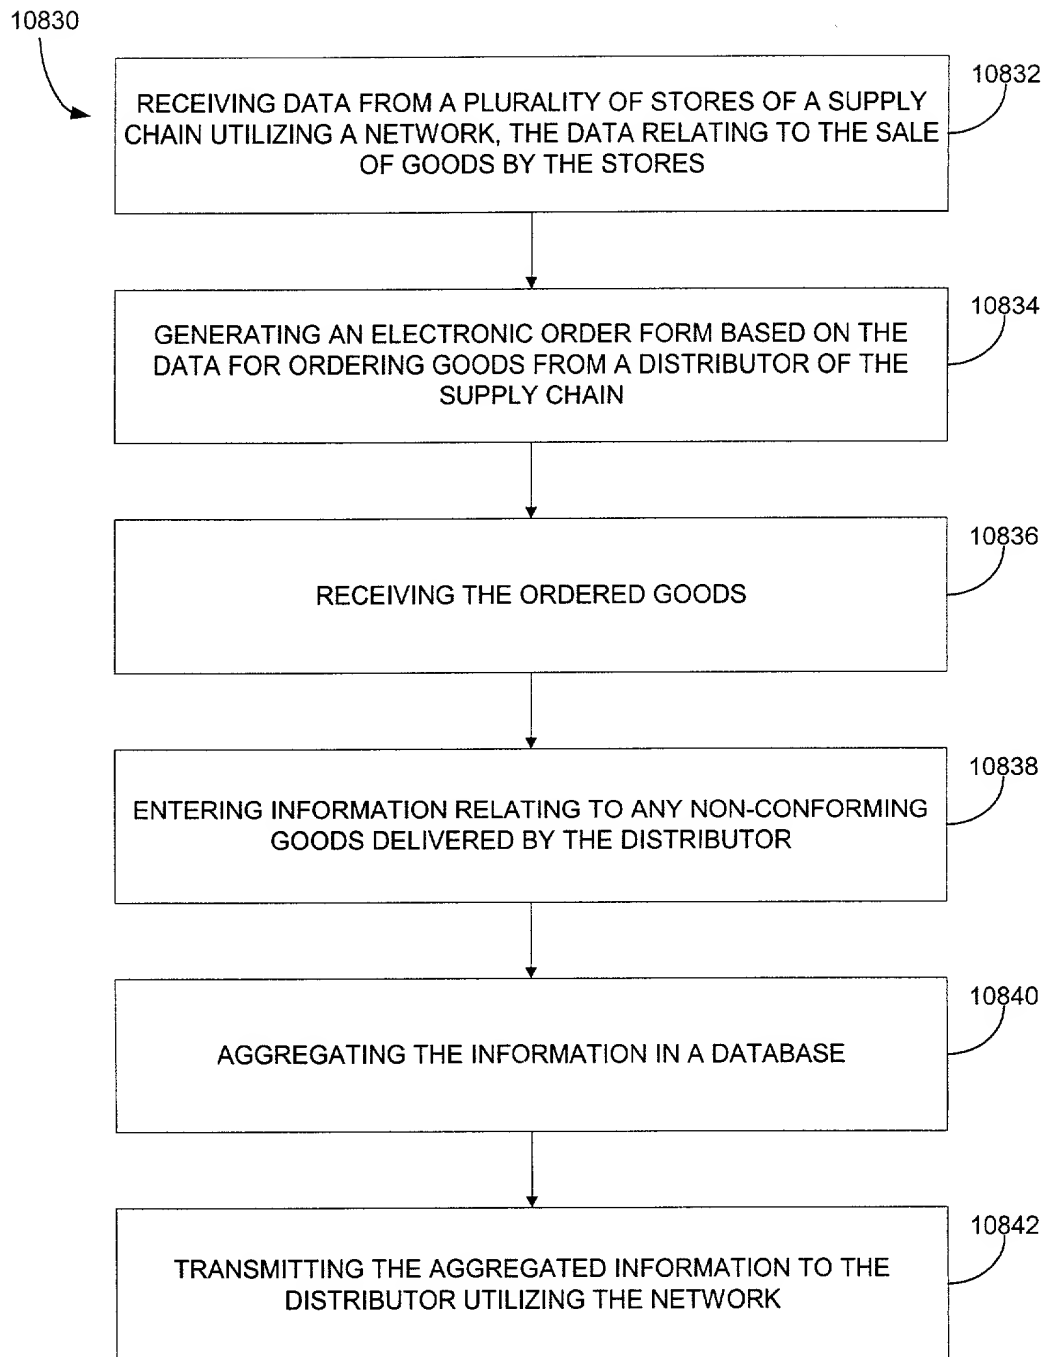 10830
10832
RECEIVING DATA FROM A PLURALITY OF STORES OF A SUPPLY
CHAIN UTILIZING A NETWORK, THE DATA RELATING TO THE SALE
OF GOODS BY THE STORES
10834
GENERATING AN ELECTRONIC ORDER FORM BASED ON THE
DATA FOR ORDERING GOODS FROM A DISTRIBUTOR OF THE
SUPPLY CHAIN
10836
RECEIVING THE ORDERED GOODS
10838
ENTERING INFORMATION RELATING TO ANY NON-CONFORMING
GOODS DELIVERED BY THE DISTRIBUTOR
10840
AGGREGATING THE INFORMATION IN A DATABASE
10842
TRANSMITTING THE AGGREGATED INFORMATION TO THE
DISTRIBUTOR UTILIZING THE NETWORK